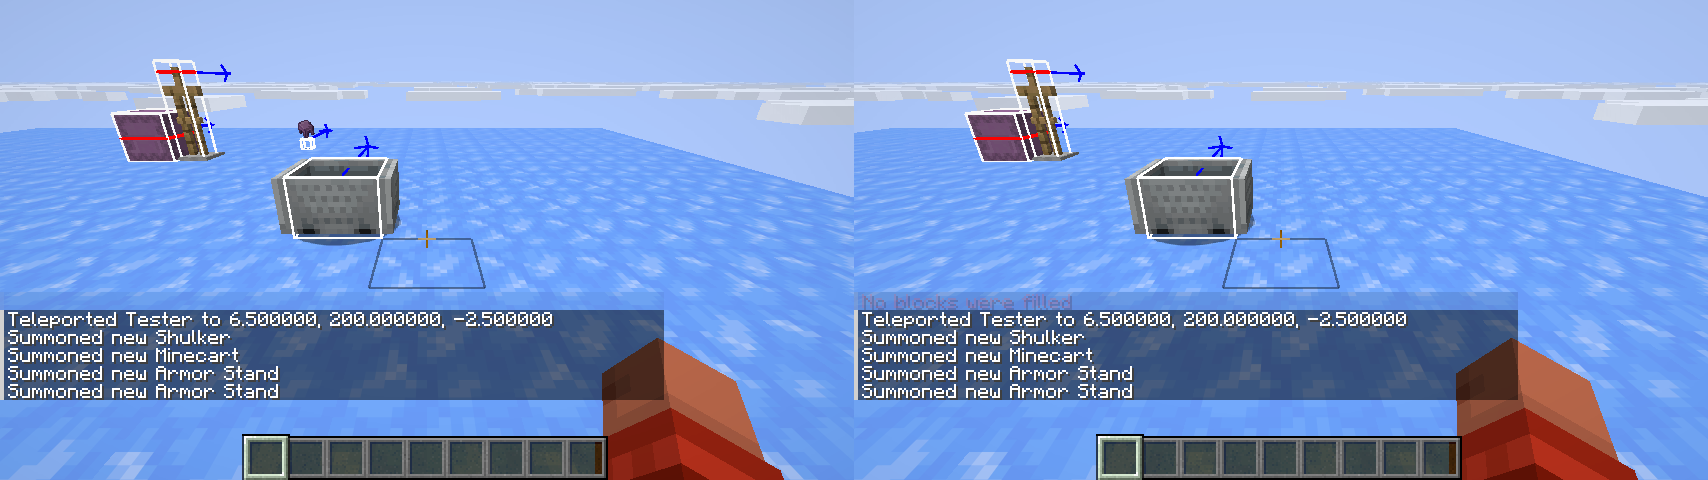 Teleported Tester to 6.500000, 200.000000, -2.500000
Summoned new Shulker
Summoned new Minecart
Summoned new Armor Stand
Summoned new Armor Stand
No blocks were filled
Teleported Tester to 6.500000, 200.000000, -2.500000
Summoned new Shulker
Summoned new Minecart
Summoned new Armor Stand
Summoned new Armor Stand